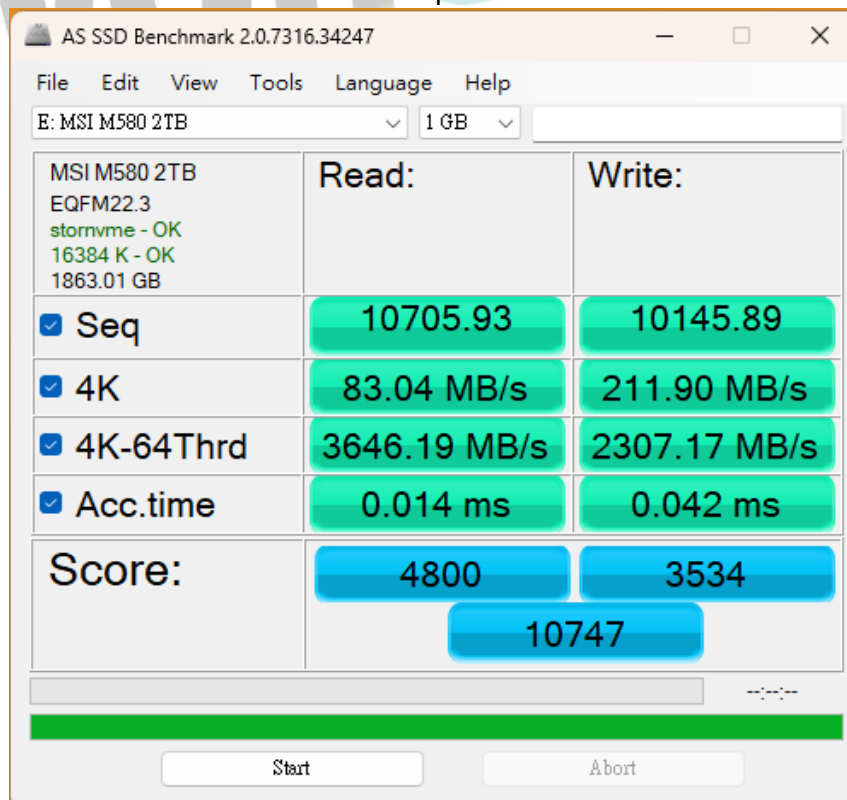 AS SSD Benchmark 2.0.7316.34247
File Edit View Tools Language Help
E: MSI M580 2TB 1 GB
MSI M580 2TB
EQFM22.3
stornvme - OK
16384 K - OK
1863.01 GB
Read: Write:
Seq 10705.93 10145.89
4K 83.04 MB/s 211.90 MB/s
4K-64Thrd 3646.19 MB/s 2307.17 MB/s
Acc.time 0.014 ms 0.042 ms
Score: 4800 3534
10747
--:--:--
Start Abort